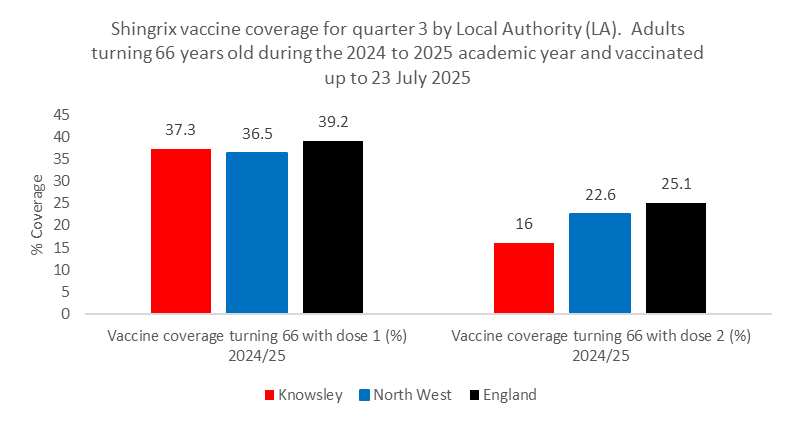 Shingrix vaccine coverage for quarter 3 by Local Authority (LA).  Adults
turning 66 years old during the 2024 to 2025 academic year and vaccinated
up to 23 July 2025
% Coverage
45
40
35
30
25
20
15
10
5
0
37.3
36.5
39.2
16
22.6
25.1
Vaccine coverage turning 66 with dose 1 (%)
2024/25
Vaccine coverage turning 66 with dose 2 (%)
2024/25
Knowsley
North West
England